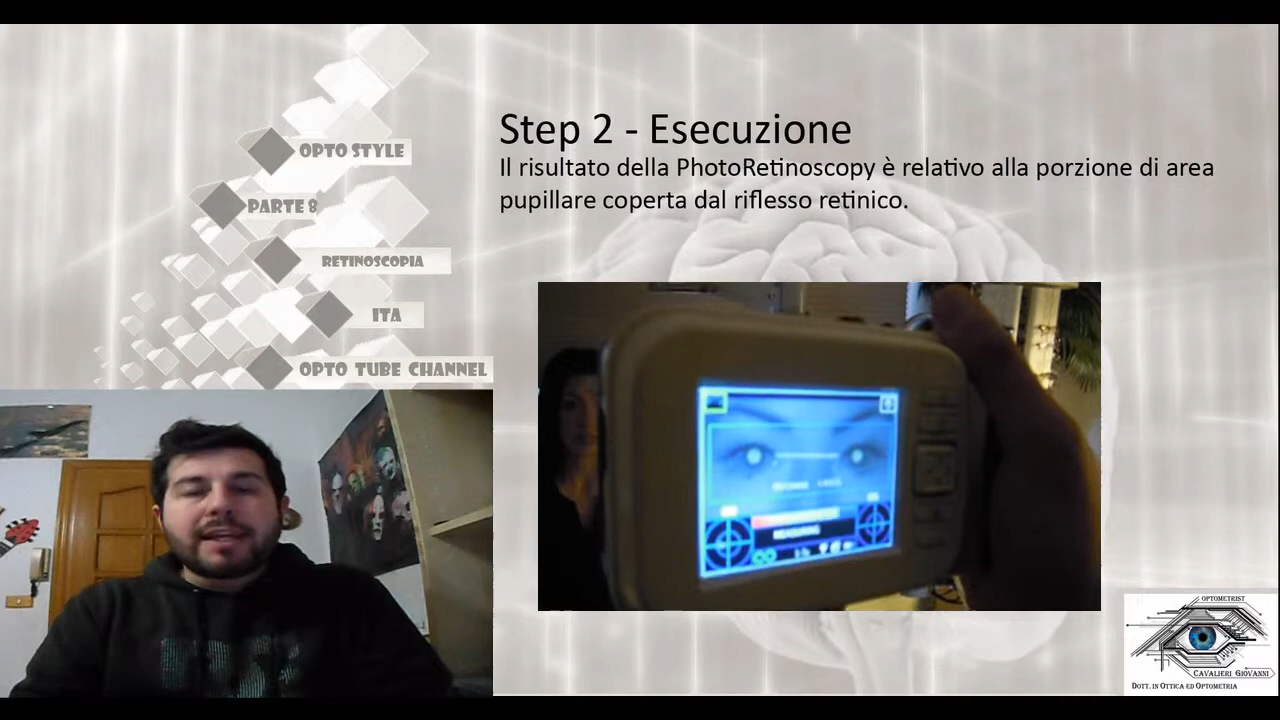 OPTO STYLE
PARTE 8
RETINOSCOPIA
ITA
OPTO TUBE CHANNEL
Step 2 - Esecuzione
Il risultato della PhotoRetinoscopy è relativo alla porzione di area
pupillare coperta dal riflesso retinico.
MEASURING
OPTOMETRIST
CAVALIERI GIOVANNI
DOTT. IN OTTICA ED OPTOMETRIA